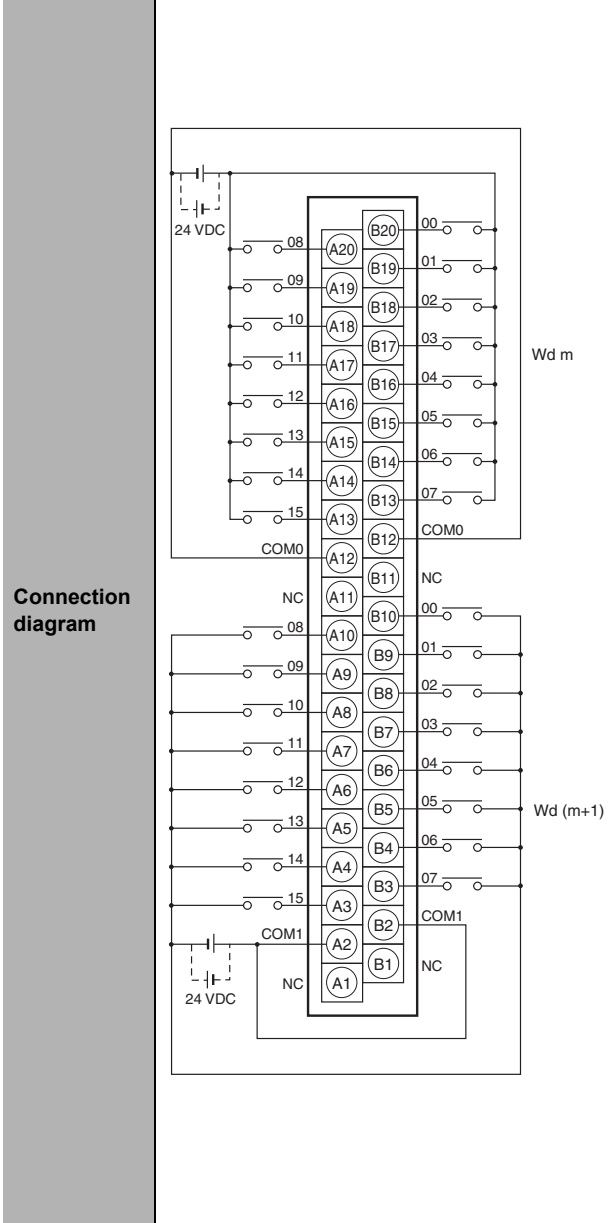 Connection
diagram
24 VDC
08 A20 B20 00
09 A19 B19 01
10 A18 B18 02
11 A17 B17 03
Wd m
12 A16 B16 04
13 A15 B15 05
14 A14 B14 06
15 A13 B13 07
COM0 A12 B12 COM0
NC A11 B11 NC
08 A10 B10 00
09 A9 B9 01
10 A8 B8 02
11 A7 B7 03
12 A6 B6 04
13 A5 B5 05
Wd (m+1)
14 A4 B4 06
15 A3 B3 07
COM1 A2 B2 COM1
24 VDC
NC A1 B1 NC